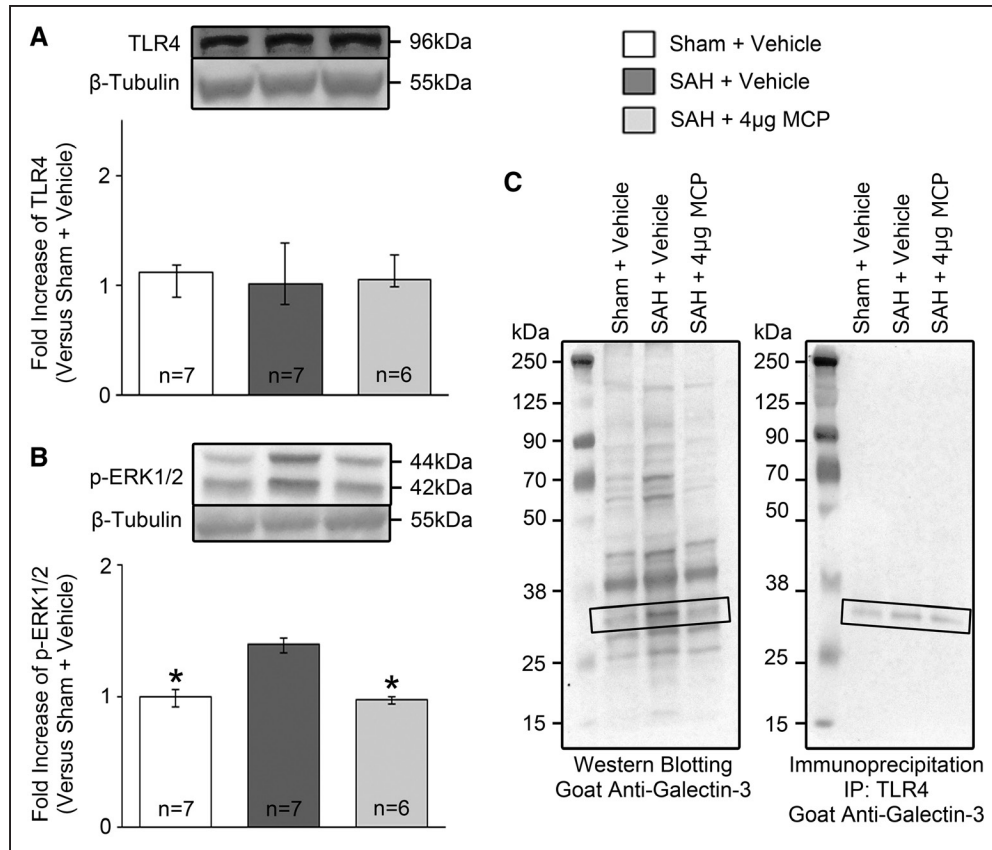 A
TLR4
96kDa
β-Tubulin
55kDa
Fold Increase of TLR4
(Versus Sham + Vehicle)
2
1
0
n=7
n=7
n=6
B
p-ERK1/2
44kDa
42kDa
β-Tubulin
55kDa
Fold Increase of p-ERK1/2
(Versus Sham + Vehicle)
2
1
0
*
*
n=7
n=7
n=6
Sham + Vehicle
SAH + Vehicle
SAH + 4µg MCP
C
Sham + Vehicle
SAH + Vehicle
SAH + 4µg MCP
kDa
250
125
90
70
50
38
25
15
Western Blotting
Goat Anti-Galectin-3
Sham + Vehicle
SAH + Vehicle
SAH + 4µg MCP
kDa
250
125
90
70
50
38
25
15
Immunoprecipitation
IP: TLR4
Goat Anti-Galectin-3